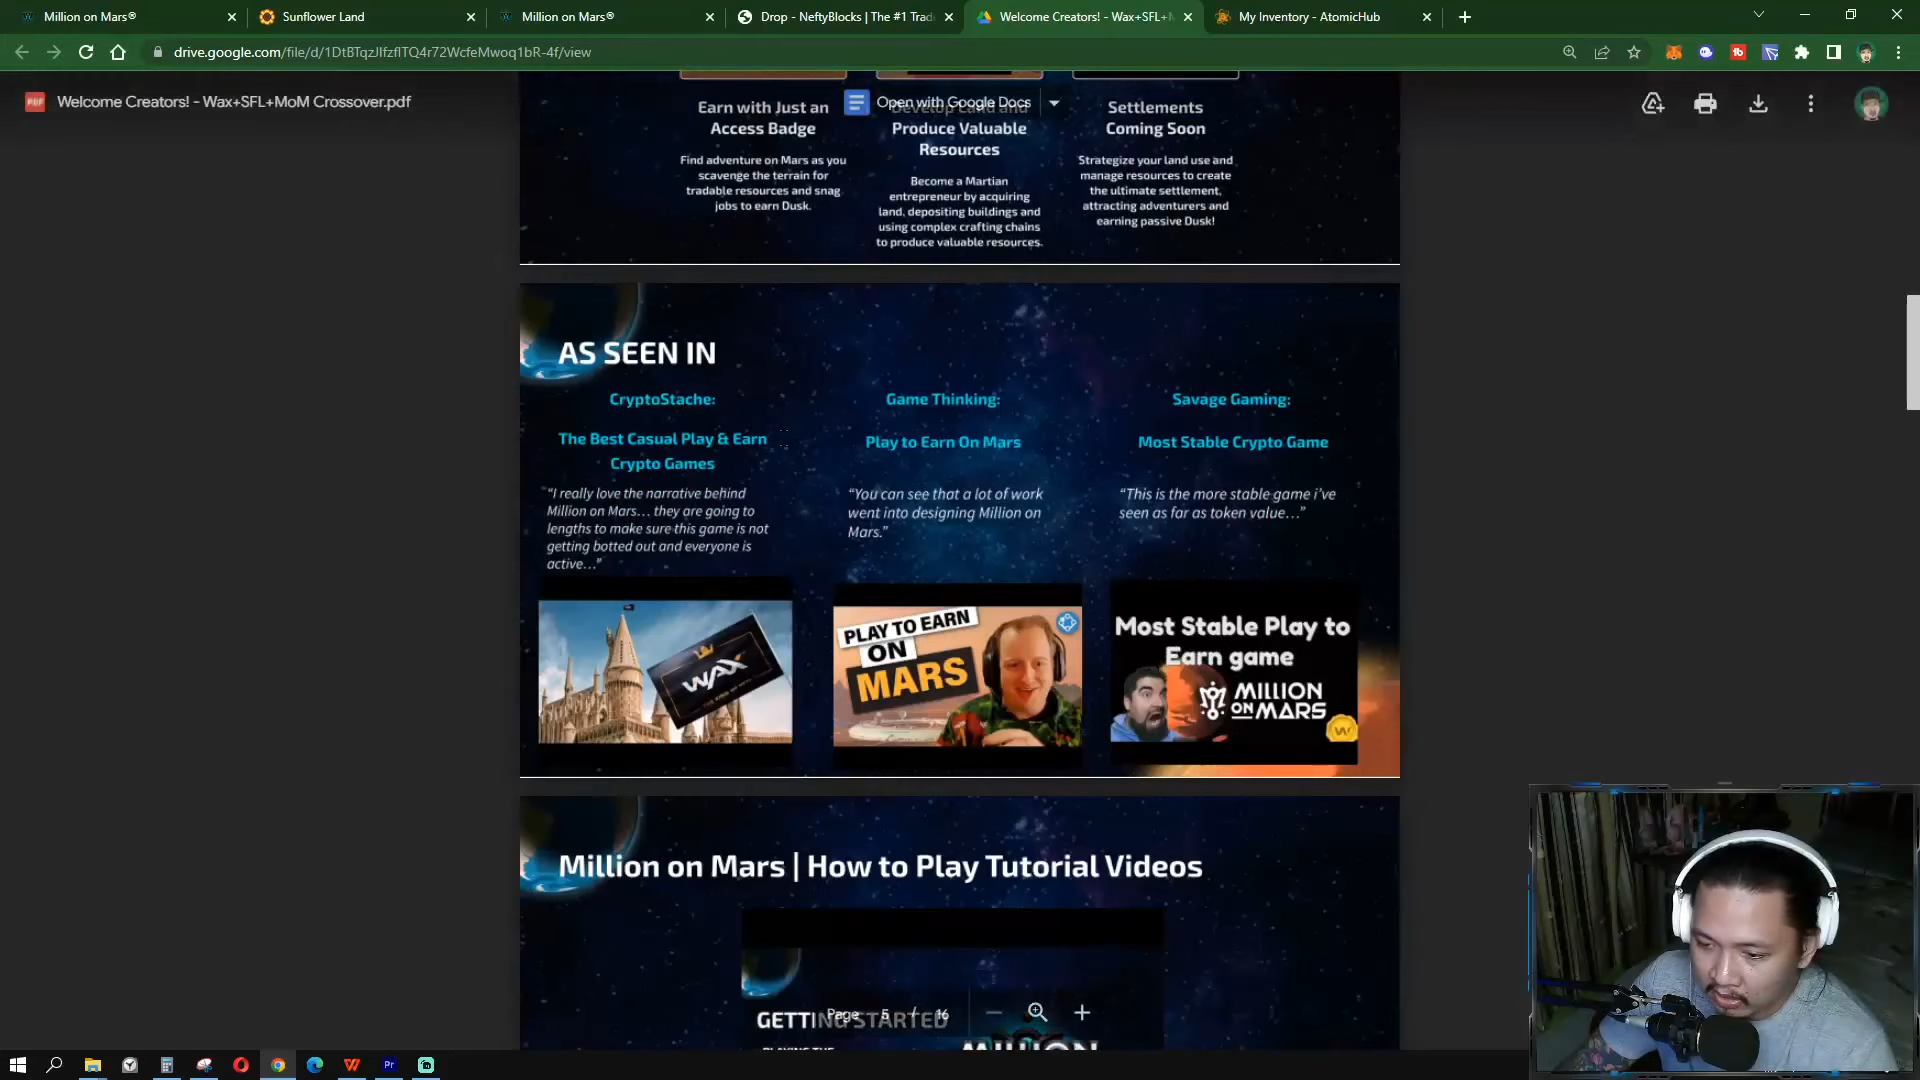 Million on Mars®
Sunflower Land
Million on Mars®
Drop - NeftyBlocks | The #1 Trad
Welcome Creators! - Wax+SFL+M
My Inventory - AtomicHub
drive.google.com/file/d/1DtBTqzJIfzflTQ4r72WcfeMwoq1bR-4f/view
Welcome Creators! - Wax+SFL+MoM Crossover.pdf
Open with Google Docs
Earn with Just an
Access Badge
Find adventure on Mars as you
scavenge the terrain for
tradable resources and snag
jobs to earn Dusk.
Develop Land and
Produce Valuable
Resources
Become a Martian
entrepreneur by acquiring
land, depositing buildings and
using complex crafting chains
to produce valuable resources.
Settlements
Coming Soon
Strategize your land use and
manage resources to create
the ultimate settlement,
attracting adventurers and
earning passive Dusk!
AS SEEN IN
CryptoStache:
The Best Casual Play & Earn
Crypto Games
“I really love the narrative behind
Million on Mars… they are going to
lengths to make sure this game is not
getting botted out and everyone is
active…”
WAX
Game Thinking:
Play to Earn On Mars
“You can see that a lot of work
went into designing Million on
Mars.”
PLAY TO EARN
ON
MARS
Savage Gaming:
Most Stable Crypto Game
“This is the more stable game i’ve
seen as far as token value…”
Most Stable Play to
Earn game
MILLION
ON MARS
Million on Mars | How to Play Tutorial Videos
GETTING STARTED
PLAYING THE
MILLION
Page 5 / 16